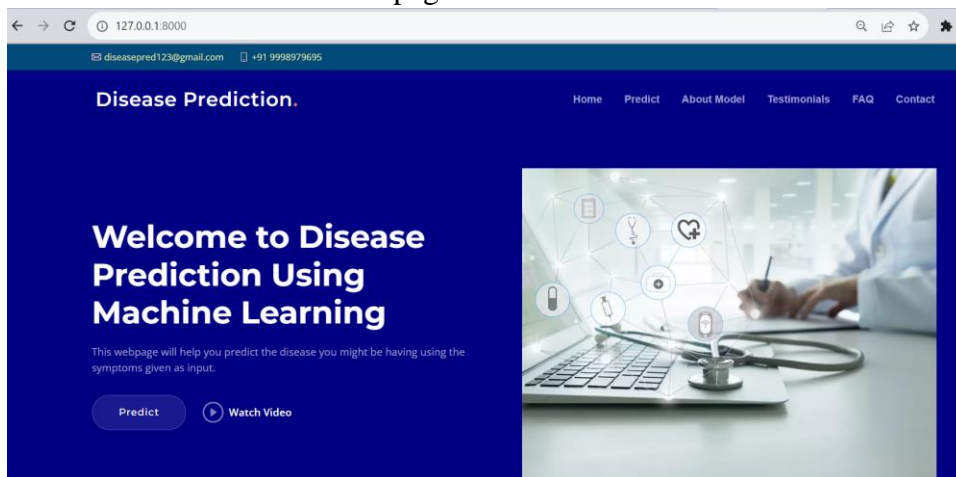 pag
127.0.0.1:8000
diseasepred123@gmail.com +91 9998979695
Disease Prediction. Home Predict About Model Testimonials FAQ Contact
Welcome to Disease
Prediction Using
Machine Learning
This webpage will help you predict the disease you might be having using the
symptoms given as input.
Predict Watch Video